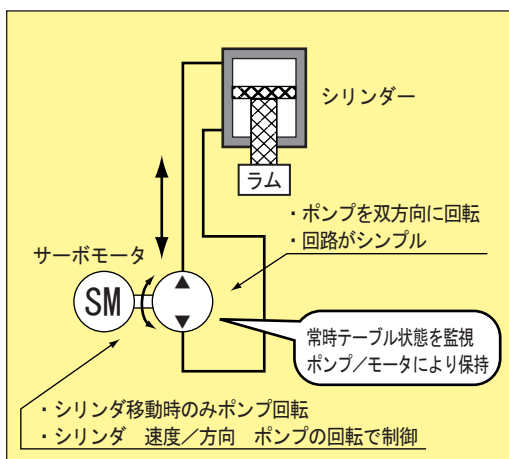 シリンダー
ラム
・ポンプを双方向に回転
・回路がシンプル
サーボモータ
SM
常時テーブル状態を監視
ポンプ／モータにより保持
・シリンダ移動時のみポンプ回転
・シリンダ　速度／方向　ポンプの回転で制御